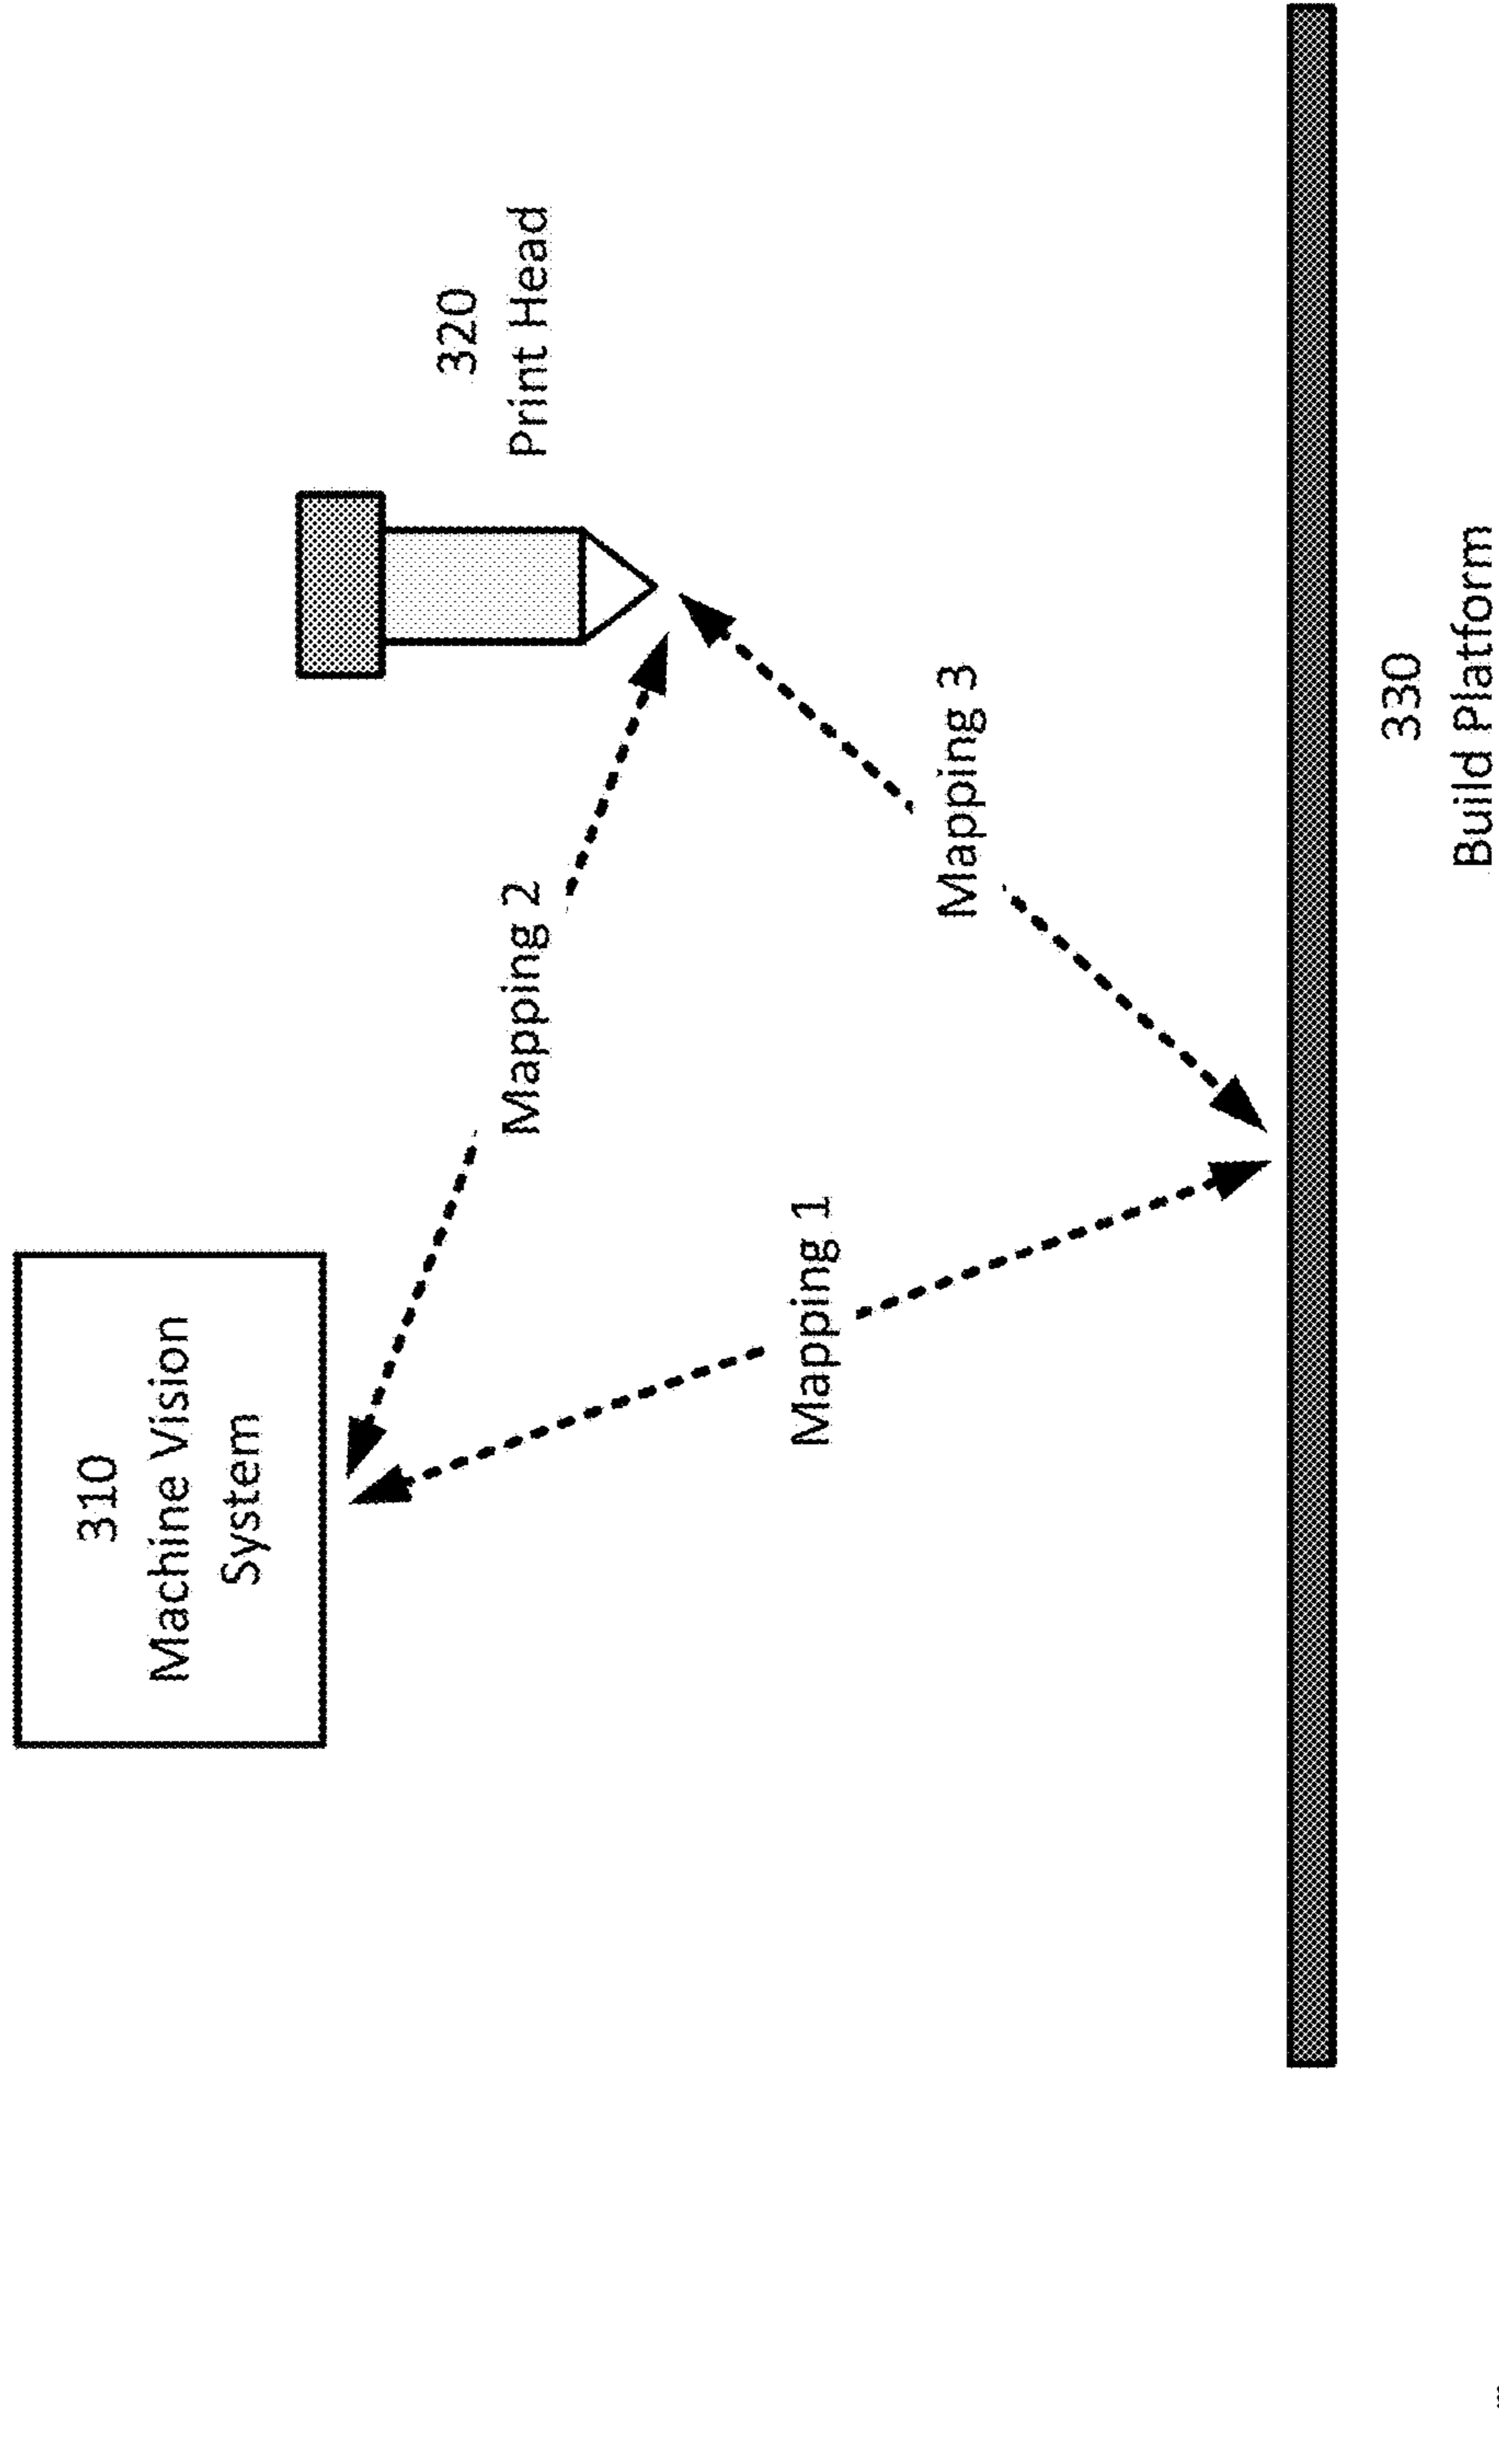 310
Machine Vision
System
320
Print Head
Mapping 2
Mapping 1
Mapping 3
330
Build Platform